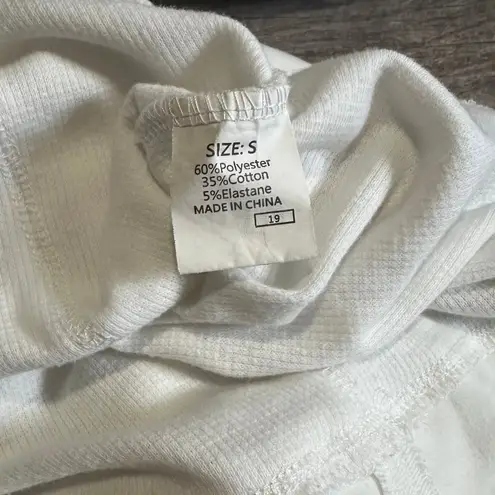 SIZE: S
60%Polyester
35%Cotton
5%Elastane
MADE IN CHINA
19